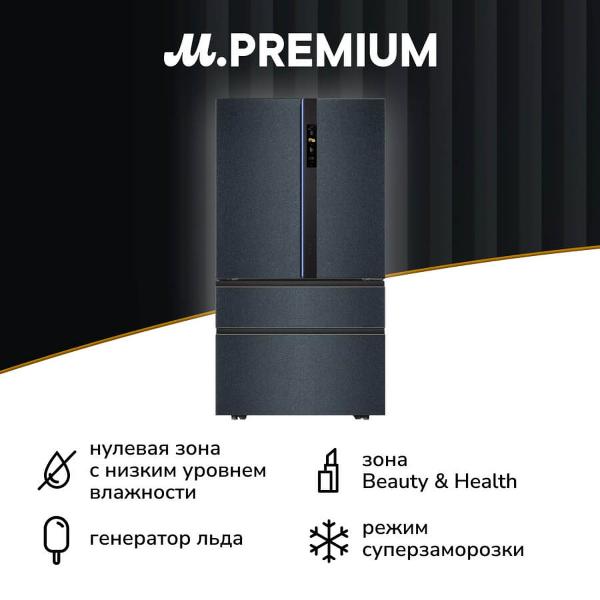 м.PREMIUM
нулевая зона
с низким уровнем
влажности
зона
Beauty & Health
генератор льда
режим
суперзаморозки